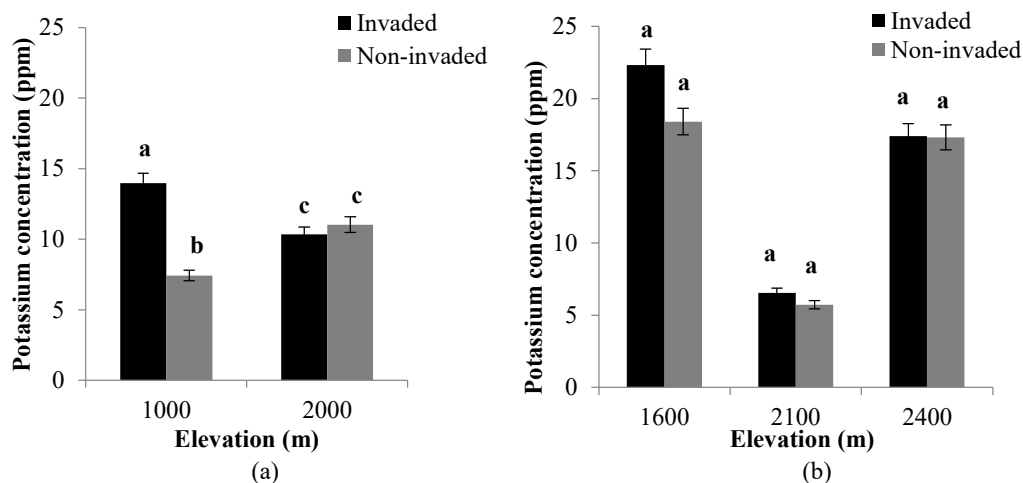 Potassium concentration (ppm)
25
20
15
10
5
0
Invaded
Non-invaded
a
b
c
c
1000
2000
Elevation (m)
(a)
Potassium concentration (ppm)
25
20
15
10
5
0
Invaded
Non-invaded
a
a
a
a
a
a
1600
2100
2400
Elevation (m)
(b)